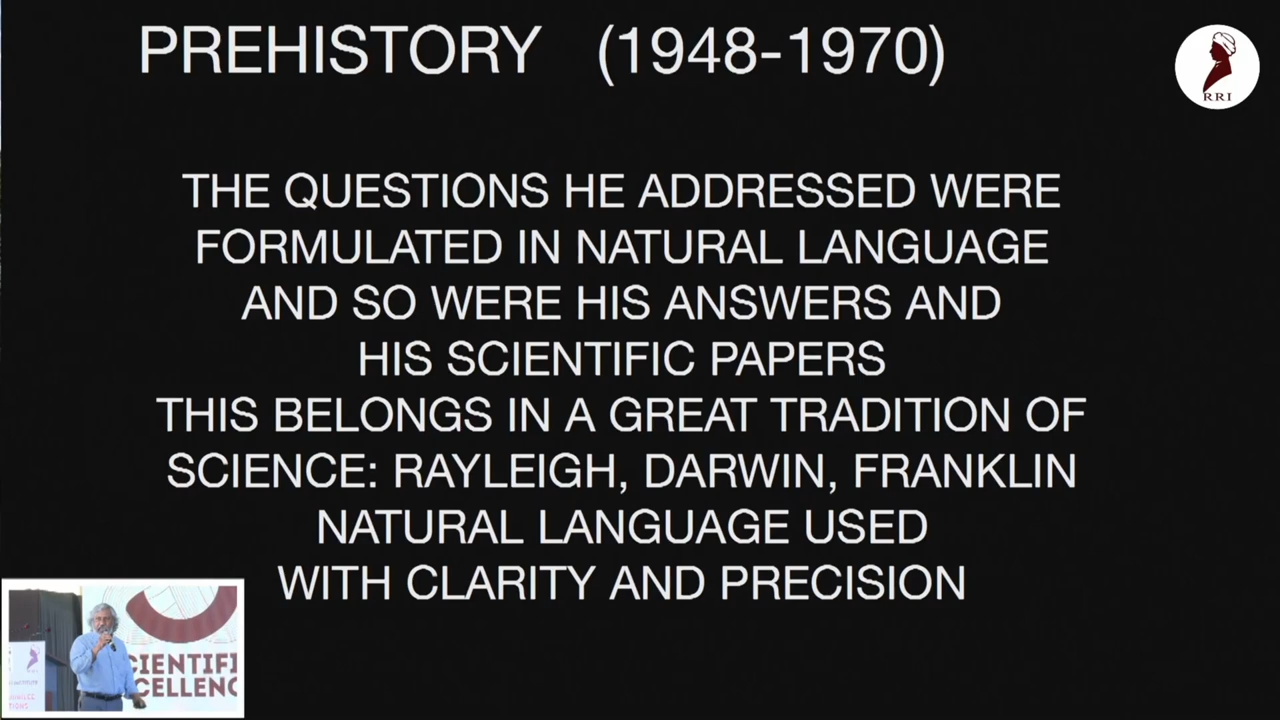 PREHISTORY (1948-1970)
RRI
THE QUESTIONS HE ADDRESSED WERE
FORMULATED IN NATURAL LANGUAGE
AND SO WERE HIS ANSWERS AND
HIS SCIENTIFIC PAPERS
THIS BELONGS IN A GREAT TRADITION OF
SCIENCE: RAYLEIGH, DARWIN, FRANKLIN
NATURAL LANGUAGE USED
WITH CLARITY AND PRECISION
CIENTIFI
CELLENC